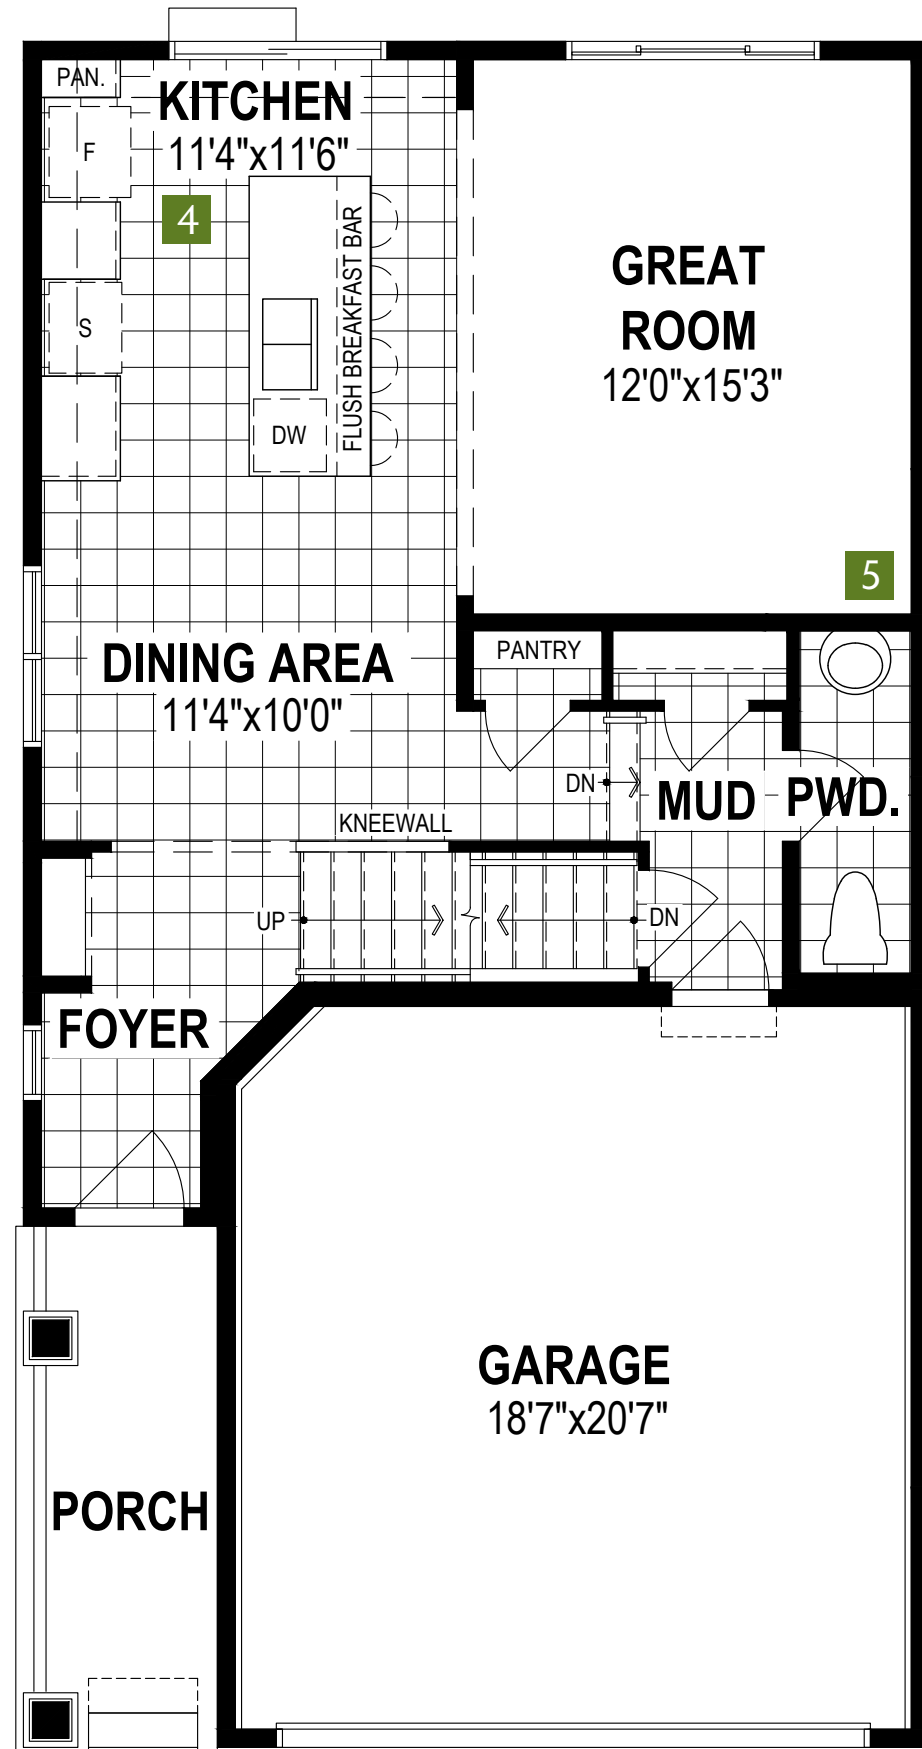 PAN.
KITCHEN
11'4"x11'6"
F
4
S
DW
FLUSH BREAKFAST BAR
GREAT
ROOM
12'0"x15'3"
5
DINING AREA
11'4"x10'0"
PANTRY
DN
MUD
PWD.
KNEEWALL
UP
DN
FOYER
GARAGE
18'7"x20'7"
PORCH